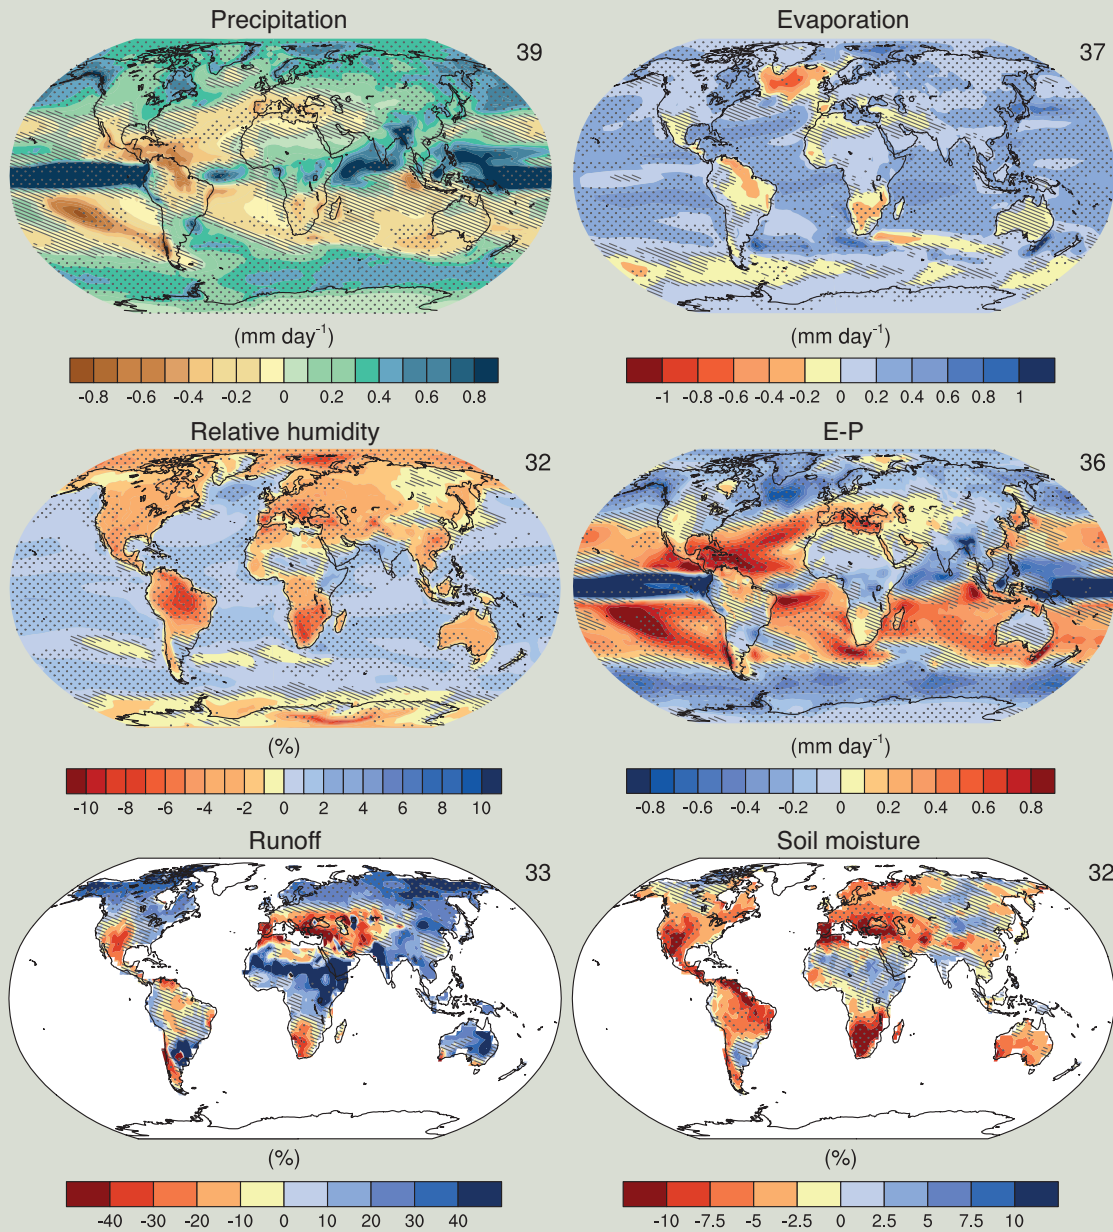 Precipitation
39
(mm day-1)
-0.8 -0.6 -0.4 -0.2 0 0.2 0.4 0.6 0.8
Evaporation
37
(mm day-1)
-1 -0.6 -0.4 -0.2 0 0.2 0.4 0.6 1
Relative humidity
32
(%)
-10 -8 -6 -4 -2 0 2 4 6 8 10
E-P
36
(mm day-1)
-0.8 -0.6 -0.4 -0.2 0 0.2 0.4 0.6 0.8
Runoff
33
(%)
-40 -30 -20 -10 0 10 20 30 40
Soil moisture
32
(%)
-10 -7.5 -5 -2.5 0 2.5 5 7.5 10